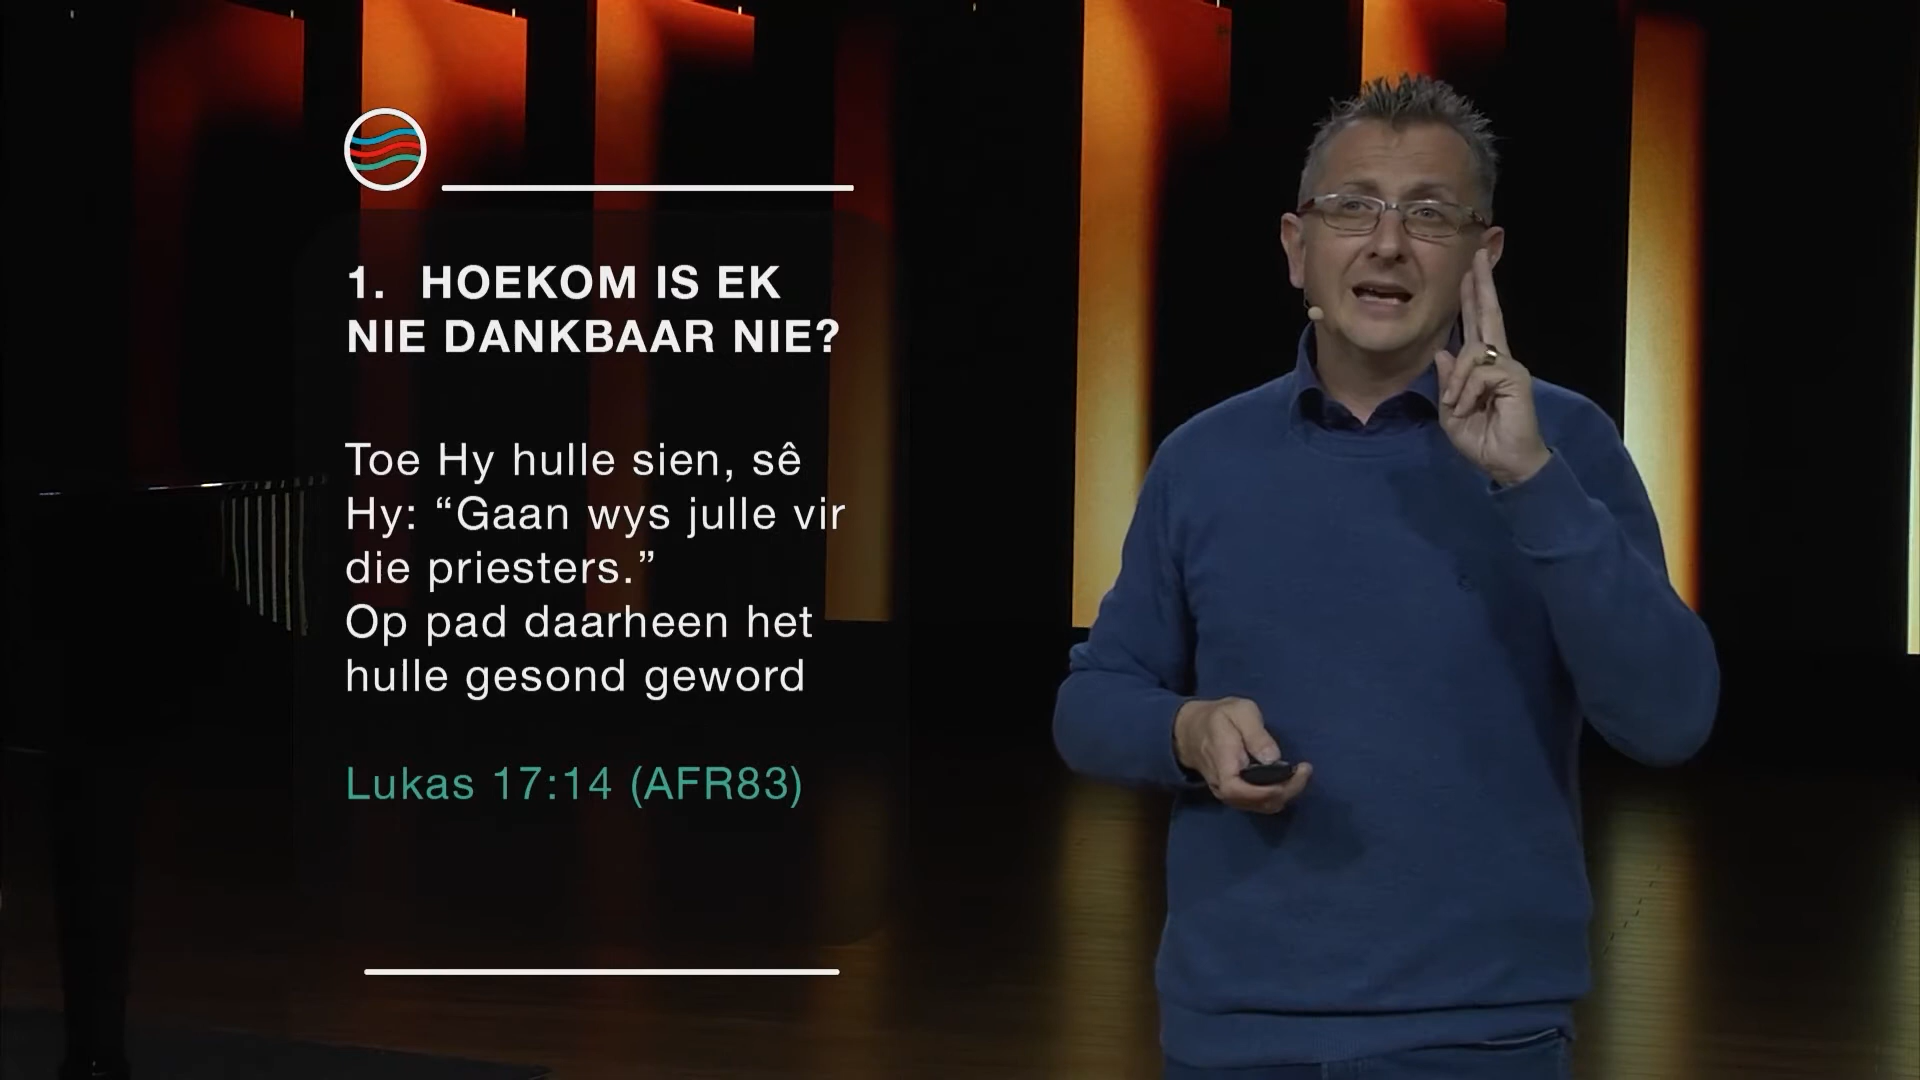 1. HOEKOM IS EK
NIE DANKBAAR NIE?
Toe Hy hulle sien, sê
Hy: “Gaan wys julle vir
die priesters.”
Op pad daarheen het
hulle gesond geword
Lukas 17:14 (AFR83)